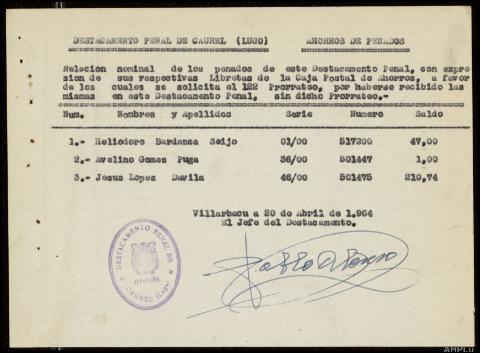 DESTACAMENTO PENAL DE CAUREL (LUGO) AHORROS DE PENADOS
Relacion nominal de los penados de este Destacamento Penal, con expre
sion de sus respectivas Libretas de la Caja Postal de Ahorros, a favor
de los cuales se solicita el 122 Prorrateo, por haberse recibido las
mismas en este Destacamento Penal, sin dicho Prorrateo.-
Num. Nombres y Apellidos Serie Numero Saldo
1.- Heliodoro Bardanca Seijo 01/00 517200 47,00
2.- Avelino Gomes Puga 36/00 501447 1,00
3.- Jesus Lopez Davila 46/00 501475 210,74
Villarbacu a 20 de Abril de 1.964
El Jefe del Destacamento.
DESTACAMENTO PENAL DE
CAUREL (LUGO)
AHPLu